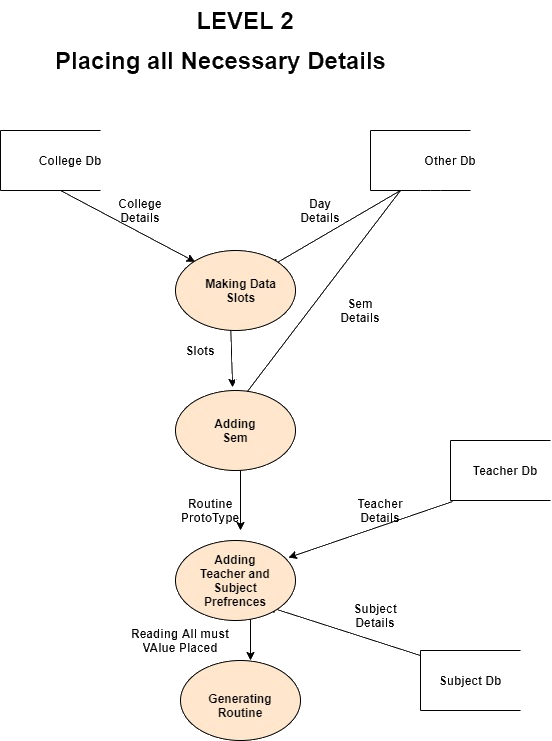 LEVEL 2
Placing all Necessary Details
College Db
Other Db
College
Details
Day
Details
Making Data
Slots
Sem
Details
Slots
Adding
Sem
Teacher Db
Routine
ProtoType
Teacher
Details
Adding
Teacher and
Subject
Prefrences
Subject
Details
Reading All must
VAlue Placed
Subject Db
Generating
Routine